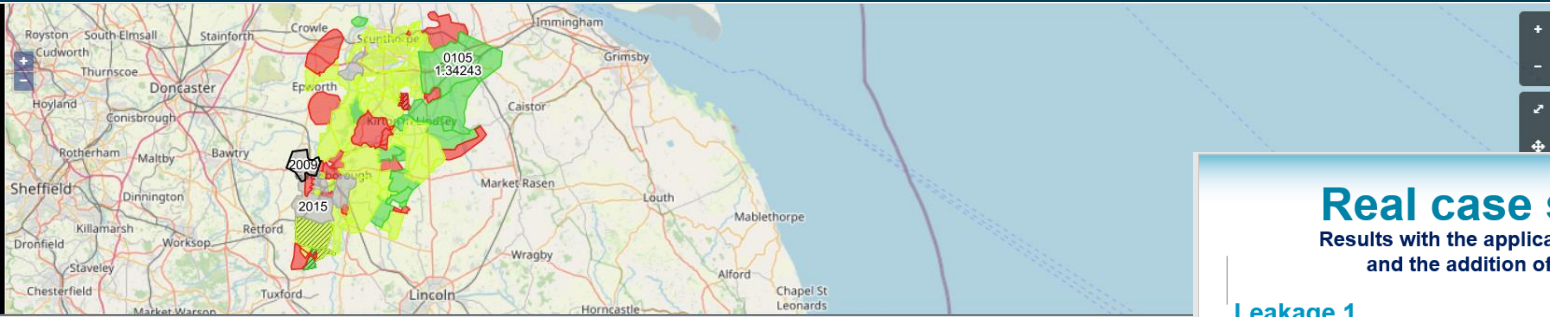 Royston South Elmsall Stainforth Crowle Immingham
Cudworth Scunthorpe Grimsby
Thurnscoe 0105
1.34243
Doncaster Epworth
Hoyland Caistor
Conisbrough Kirton in Lindsey
Rotherham Maltby Bawtry
2009
Sheffield Dinnington Market Rasen
Louth
2015 Mablethorpe
Killamarsh Retford
Dronfield Worksop
Wragby
Staveley Alford
Chesterfield Tuxford Lincoln Chapel St
Leonards
Market Warsop Horncastle
Real case
Results with the applica
and the addition of
Leakage 1